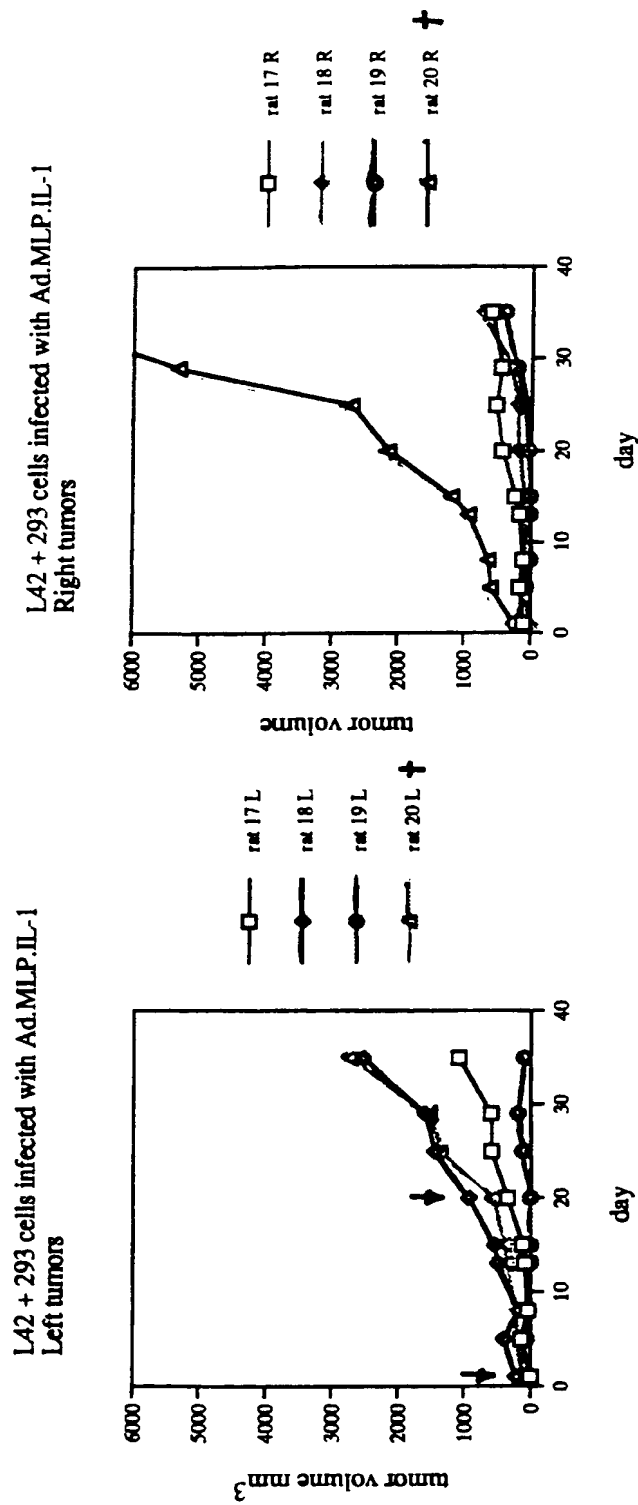 L42 + 293 cells infected with Ad.MLP.IL-1
Left tumors
tumor volume mm3
6000
5000
4000
3000
2000
1000
0
0
10
20
30
40
day
rat 17 L
rat 18 L
rat 19 L
rat 20 L
L42 + 293 cells infected with Ad.MLP.IL-1
Right tumors
tumor volume
6000
5000
4000
3000
2000
1000
0
0
10
20
30
40
day
rat 17 R
rat 18 R
rat 19 R
rat 20 R